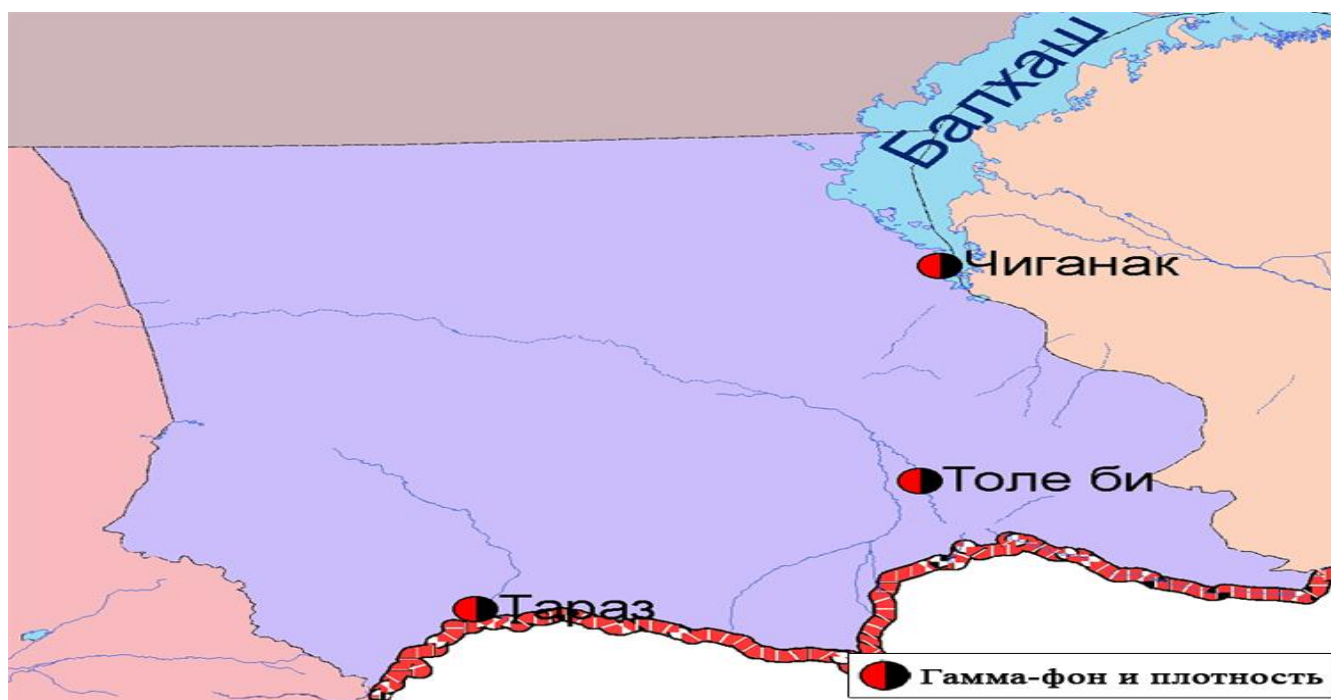 Балхаш
Чиганак
Толе би
Тараз
Гамма-фон и плотность